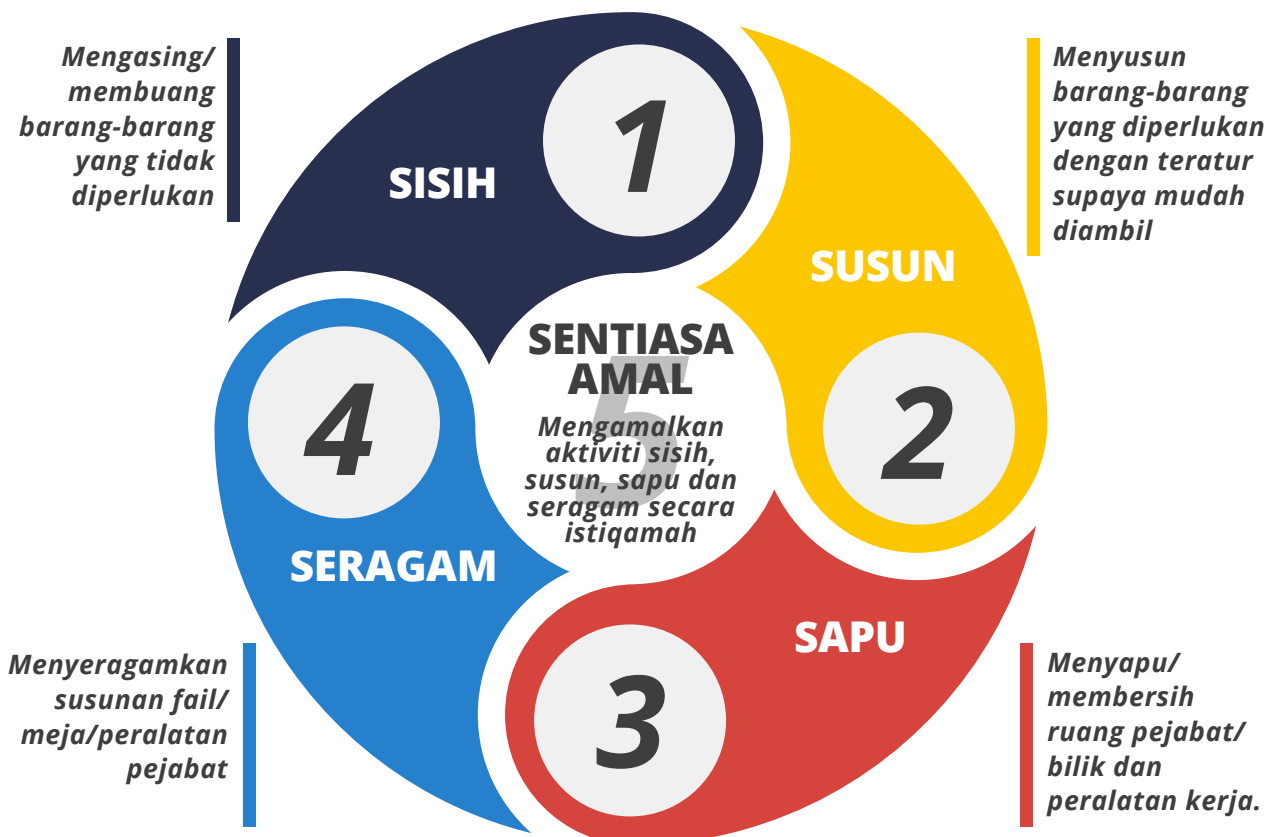 Mengasing/
membuang
barang-barang
yang tidak
diperlukan
SISIH
1
Menyusun
barang-barang
yang diperlukan
dengan teratur
supaya mudah
diambil
SUSUN
2
SENTIASA
AMAL
5
Mengamalkan
aktiviti sisih,
susun, sapu dan
seragam secara
istiqamah
4
SERAGAM
Menyeragamkan
susunan fail/
meja/peralatan
pejabat
SAPU
3
Menyapu/
membersih
ruang pejabat/
bilik dan
peralatan kerja.